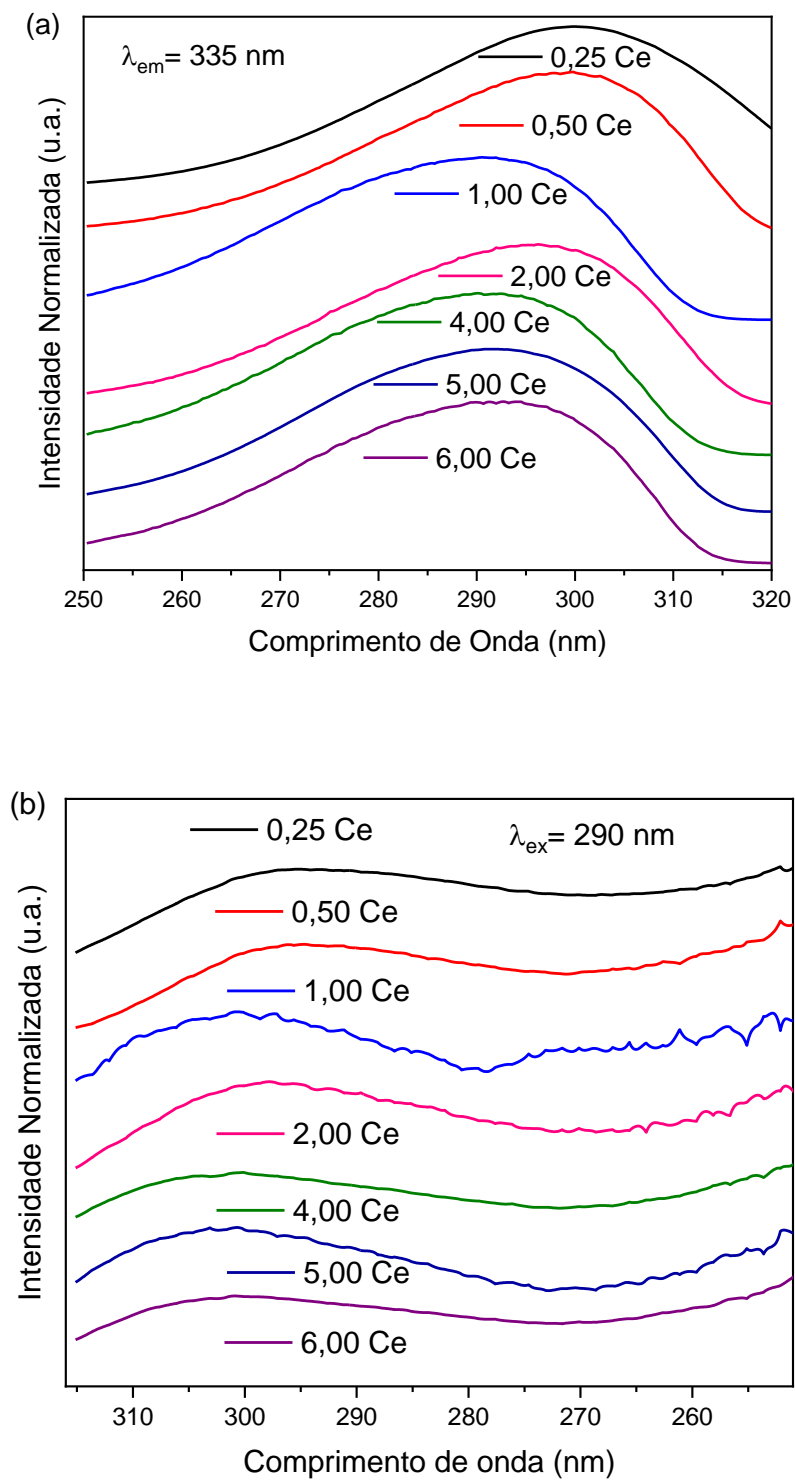 (a)
λem= 335 nm
0,25 Ce
0,50 Ce
1,00 Ce
2,00 Ce
4,00 Ce
5,00 Ce
6,00 Ce
Intensidade Normalizada (u.a.)
250 260 270 280 290 300 310 320
Comprimento de Onda (nm)
(b)
0,25 Ce
λex= 290 nm
0,50 Ce
1,00 Ce
2,00 Ce
4,00 Ce
5,00 Ce
6,00 Ce
Intensidade Normalizada (u.a.)
310 300 290 280 270 260
Comprimento de onda (nm)